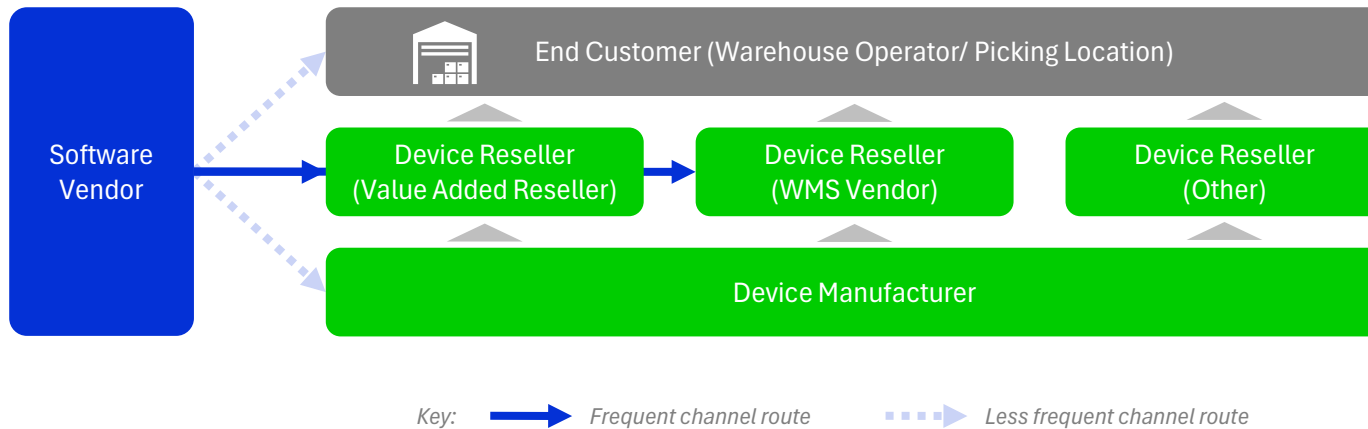 End Customer (Warehouse Operator/ Picking Location)
Software
Vendor
Device Reseller
(Value Added Reseller)
Device Reseller
(WMS Vendor)
Device Reseller
(Other)
Device Manufacturer
Key:
Frequent channel route
Less frequent channel route